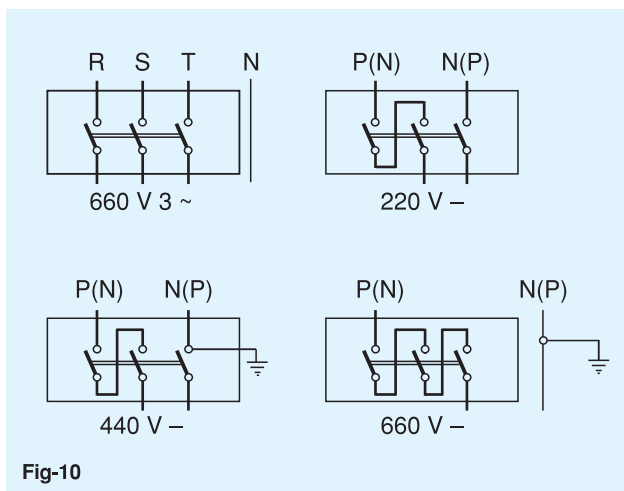 R S T N
P(N) N(P)
660 V 3 ~
220 V –
P(N) N(P)
P(N) N(P)
440 V –
660 V –
Fig-10